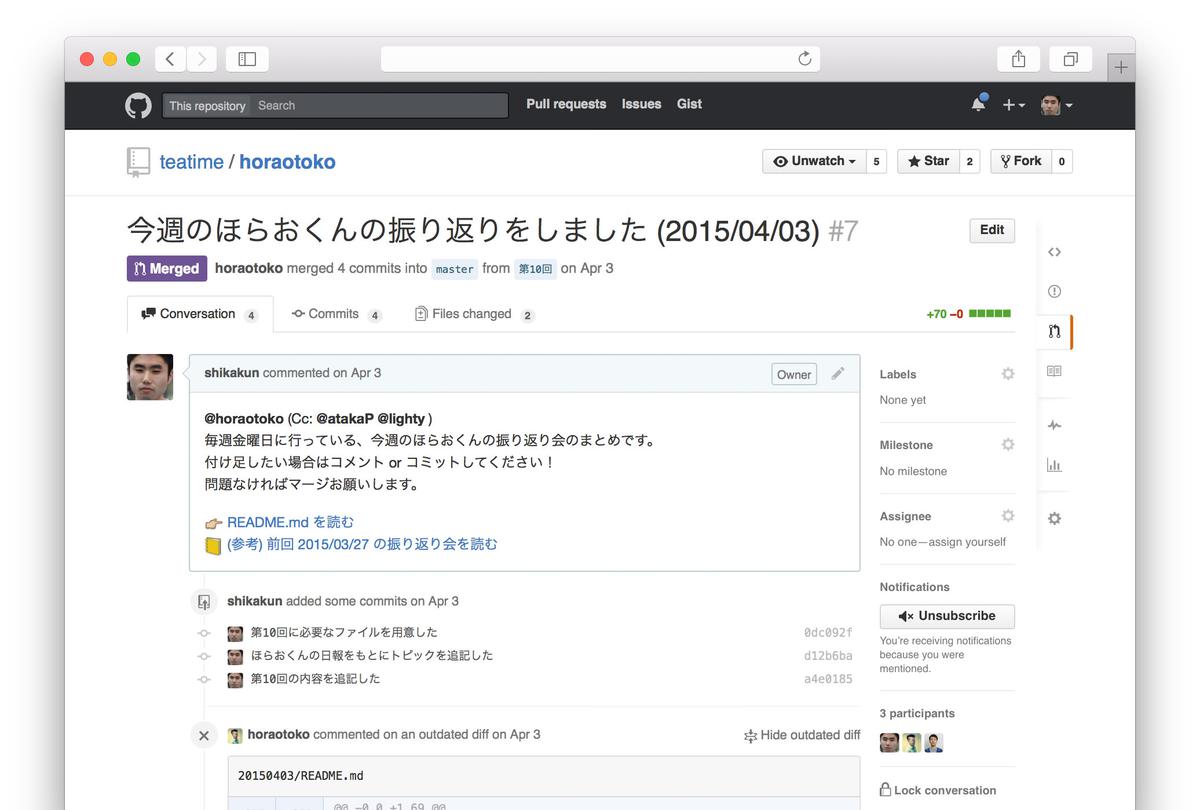 This repository Search Pull requests Issues Gist
teatime / horaotoko
Unwatch 5 Star 2 Fork 0
今週のほらおくんの振り返りをしました (2015/04/03) #7
Edit
Merged horaotoko merged 4 commits into master from 第10回 on Apr 3
Conversation 4 Commits 4 Files changed 2 +70 −0
shikakun commented on Apr 3 Owner
@horaotoko (Cc: @atakaP @lighty )
毎週金曜日に行っている、今週のほらおくんの振り返り会のまとめです。
付け足したい場合はコメント or コミットしてください！
問題なければマージお願いします。
README.md を読む
(参考) 前回 2015/03/27 の振り返り会を読む
shikakun added some commits on Apr 3
第10回に必要なファイルを用意した 0dc092f
ほらおくんの日報をもとにトピックを追記した d12b6ba
第10回の内容を追記した a4e0185
horaotoko commented on an outdated diff on Apr 3 Hide outdated diff
20150403/README.md
@@ -0,0 +1,69 @@
Labels
None yet
Milestone
No milestone
Assignee
No one—assign yourself
Notifications
Unsubscribe
You're receiving notifications
because you were
mentioned.
3 participants
Lock conversation